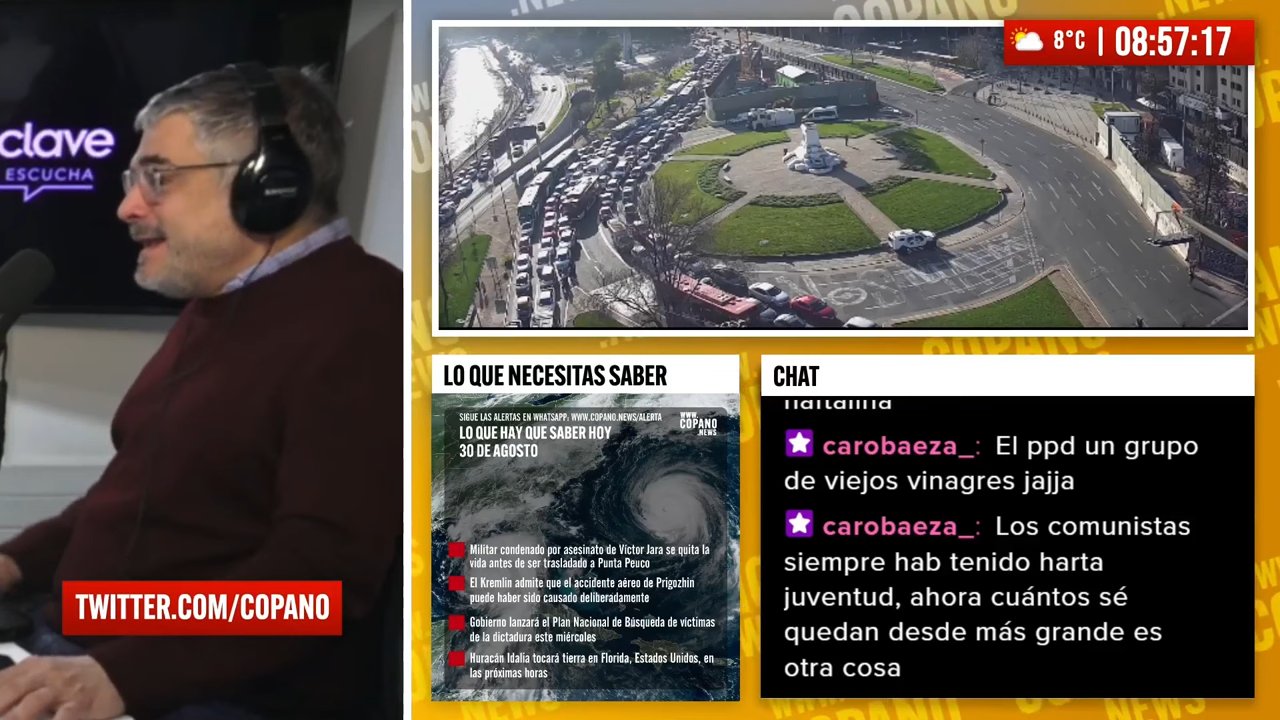 clave
ESCUCHA
TWITTER.COM/COPANO
8°C | 08:57:17
LO QUE NECESITAS SABER
SIGUE LAS ALERTAS EN WHATSAPP: WWW.COPANO.NEWS/ALERTA
LO QUE HAY QUE SABER HOY
30 DE AGOSTO
WWW.
COPANO
.NEWS
Militar condenado por asesinato de Víctor Jara se quita la
vida antes de ser trasladado a Punta Peuco
El Kremlin admite que el accidente aéreo de Prigozhin
puede haber sido causado deliberadamente
Gobierno lanzará el Plan Nacional de Búsqueda de víctimas
de la dictadura este miércoles
Huracán Idalia tocará tierra en Florida, Estados Unidos, en
las próximas horas
CHAT
naftalina
carobaeza_: El ppd un grupo
de viejos vinagres jajja
carobaeza_: Los comunistas
siempre hab tenido harta
juventud, ahora cuántos sé
quedan desde más grande es
otra cosa